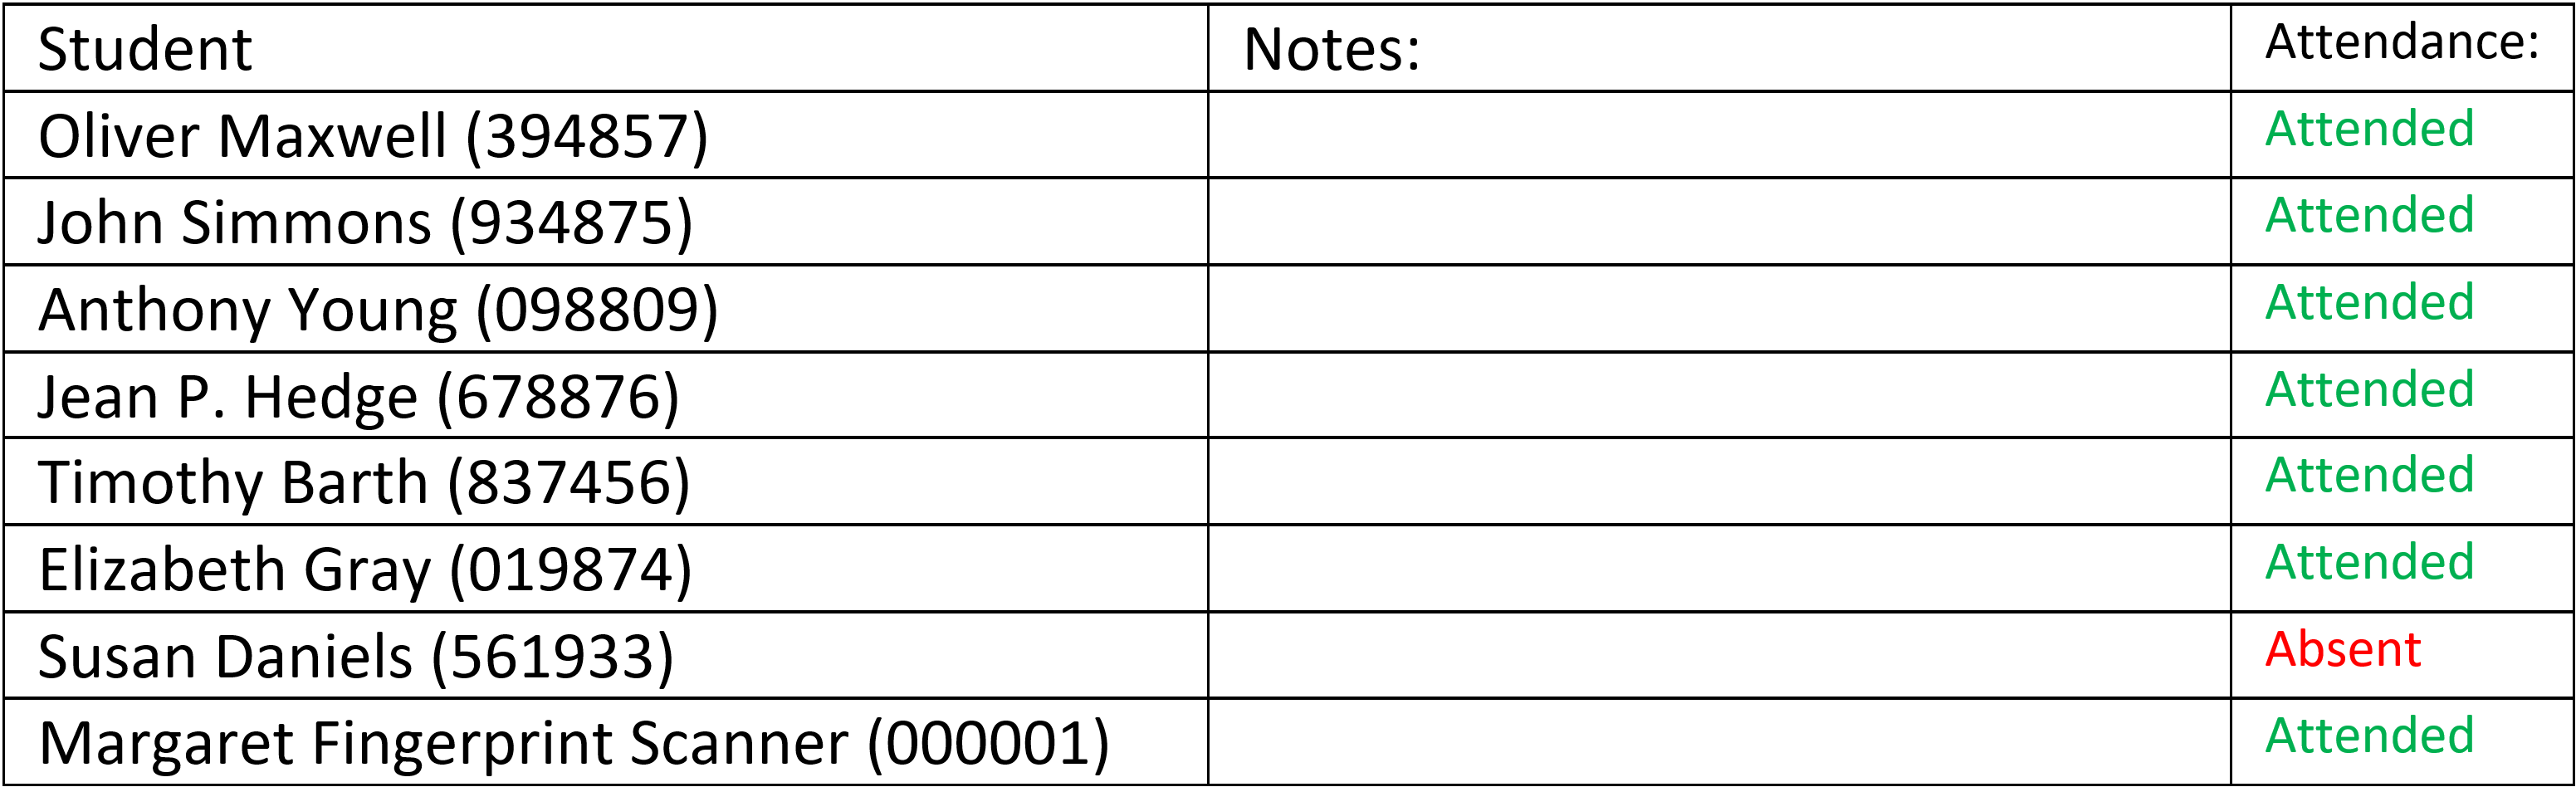 Student Notes: Attendance:
Oliver Maxwell (394857) Attended
John Simmons (934875) Attended
Anthony Young (098809) Attended
Jean P. Hedge (678876) Attended
Timothy Barth (837456) Attended
Elizabeth Gray (019874) Attended
Susan Daniels (561933) Absent
Margaret Fingerprint Scanner (000001) Attended